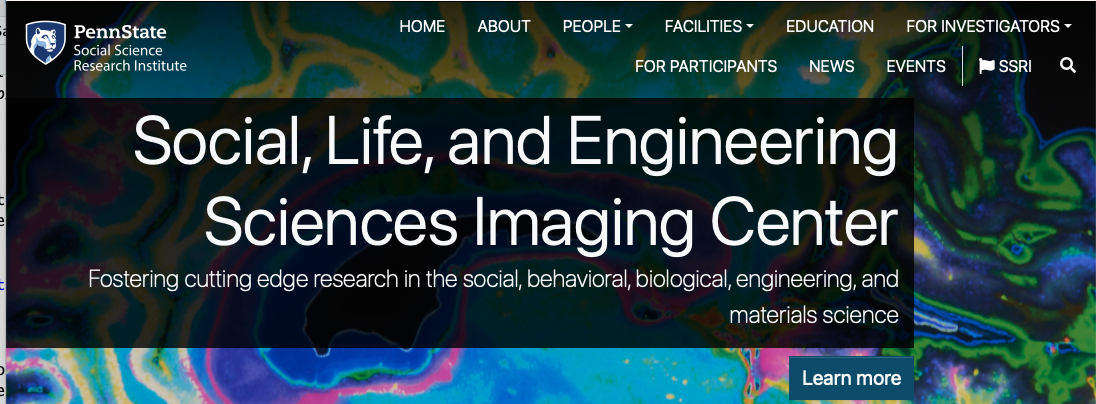 PennState
Social Science
Research Institute
HOME ABOUT PEOPLE FACILITIES EDUCATION FOR INVESTIGATORS
FOR PARTICIPANTS NEWS EVENTS SSRI
Social, Life, and Engineering
Sciences Imaging Center
Fostering cutting edge research in the social, behavioral, biological, engineering, and
materials science
Learn more